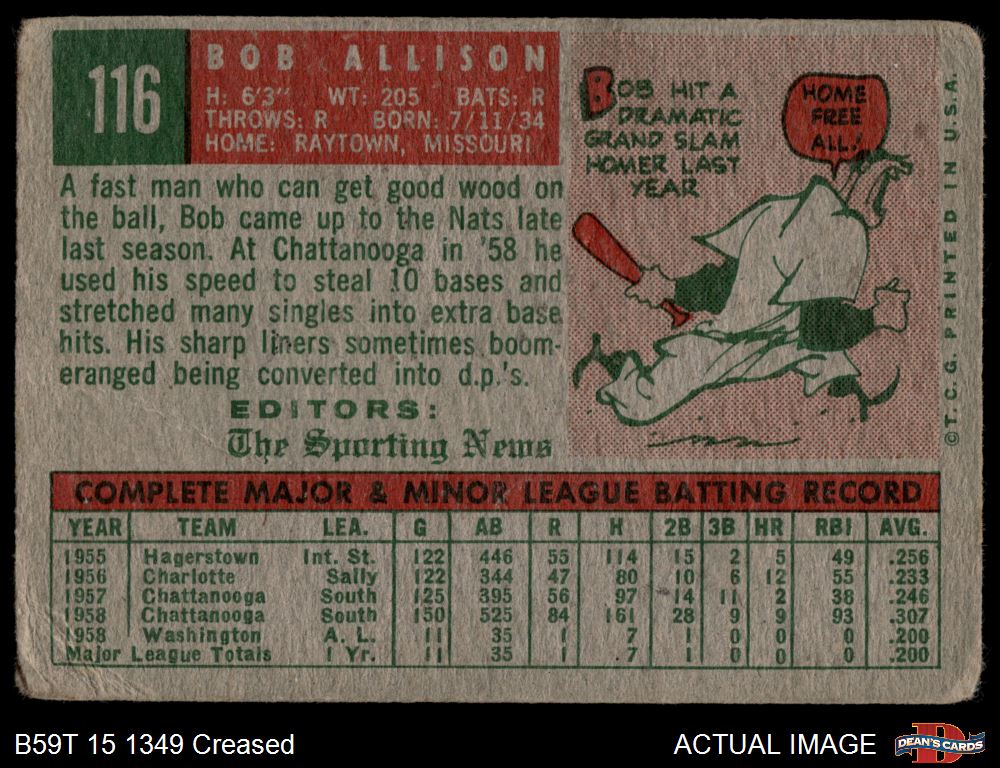 116
BOB ALLISON
H: 6'3" WT: 205 BATS: R
THROWS: R BORN: 7/11/34
HOME: RAYTOWN, MISSOURI
A fast man who can get good wood on
the ball, Bob came up to the Nats late
last season. At Chattanooga in '58 he
used his speed to steal 10 bases and
stretched many singles into extra base
hits. His sharp liners sometimes boom-
eranged being converted into d.p.'s.
EDITORS:
The Sporting News
BOB HIT A
DRAMATIC
GRAND SLAM
HOMER LAST
YEAR
HOME
FREE
ALL!
©T.C.G. PRINTED IN U.S.A.
COMPLETE MAJOR & MINOR LEAGUE BATTING RECORD
YEAR TEAM LEA. G AB R H 2B 3B HR RBI AVG.
1955 Hagerstown Int. St. 122 446 55 114 15 2 5 49 .256
1956 Charlotte Sally 122 344 47 80 10 6 12 55 .233
1957 Chattanooga South 125 395 56 97 14 11 2 38 .246
1958 Chattanooga South 150 525 84 161 28 9 9 93 .307
1958 Washington A. L. 11 35 1 7 1 0 0 0 .200
Major League Totals 1 Yr. 11 35 1 7 1 0 0 0 .200
B59T 15 1349 Creased
ACTUAL IMAGE
DEAN'S CARDS